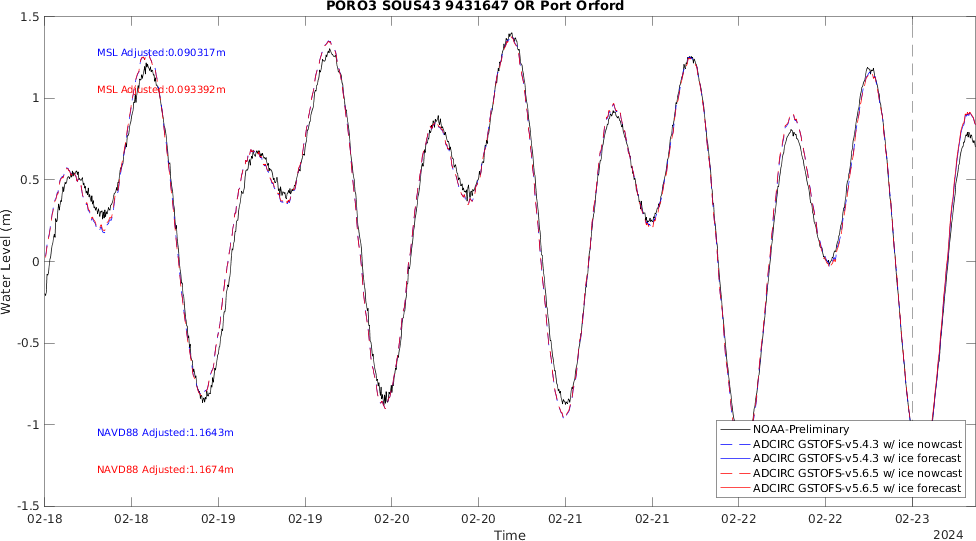 PORO3 SOUS43 9431647 OR Port Orford
1.5
1
0.5
0
-0.5
-1
-1.5
Water Level (m)
MSL Adjusted:0.090317m
MSL Adjusted:0.093392m
NAVD88 Adjusted:1.1643m
NAVD88 Adjusted:1.1674m
NOAA-Preliminary
ADCIRC GSTOFS-v5.4.3 w/ ice nowcast
ADCIRC GSTOFS-v5.4.3 w/ ice forecast
ADCIRC GSTOFS-v5.6.5 w/ ice nowcast
ADCIRC GSTOFS-v5.6.5 w/ ice forecast
02-18 02-18 02-19 02-19 02-20 02-20 02-21 02-21 02-22 02-22 02-23
Time
2024